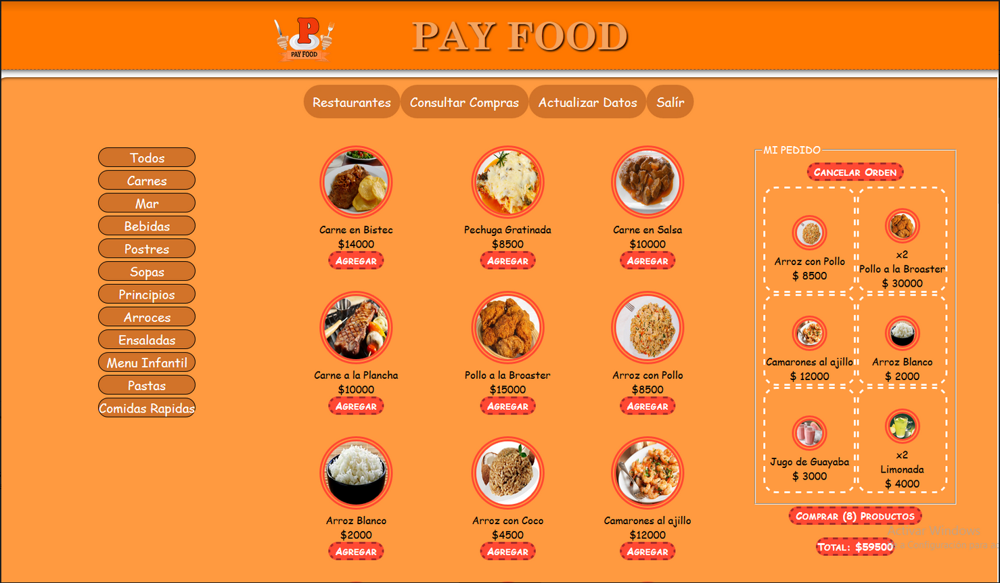 P
PAY FOOD
PAY FOOD
Restaurantes
Consultar Compras
Actualizar Datos
Salír
Todos
Carnes
Mar
Bebidas
Postres
Sopas
Principios
Arroces
Ensaladas
Menu Infantil
Pastas
Comidas Rapidas
Carne en Bistec
$14000
Agregar
Pechuga Gratinada
$8500
Agregar
Carne en Salsa
$10000
Agregar
Carne a la Plancha
$10000
Agregar
Pollo a la Broaster
$15000
Agregar
Arroz con Pollo
$8500
Agregar
Arroz Blanco
$2000
Agregar
Arroz con Coco
$4500
Agregar
Camarones al ajillo
$12000
Agregar
MI PEDIDO
Cancelar Orden
Arroz con Pollo
$ 8500
x2
Pollo a la Broaster
$ 30000
Camarones al ajillo
$ 12000
Arroz Blanco
$ 2000
Jugo de Guayaba
$ 3000
x2
Limonada
$ 4000
Comprar (8) Productos
Total: $59500
Activar Windows
a Configuración para